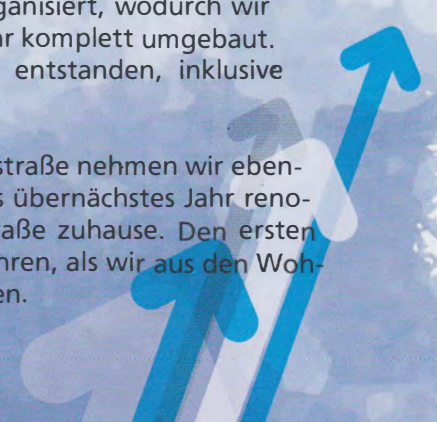 ganisiert, wodurch wir
hr komplett umgebaut.
entstanden, inklusive
straße nehmen wir eben-
s übernächstes Jahr reno-
raße zuhause. Den ersten
hren, als wir aus den Woh-
en.